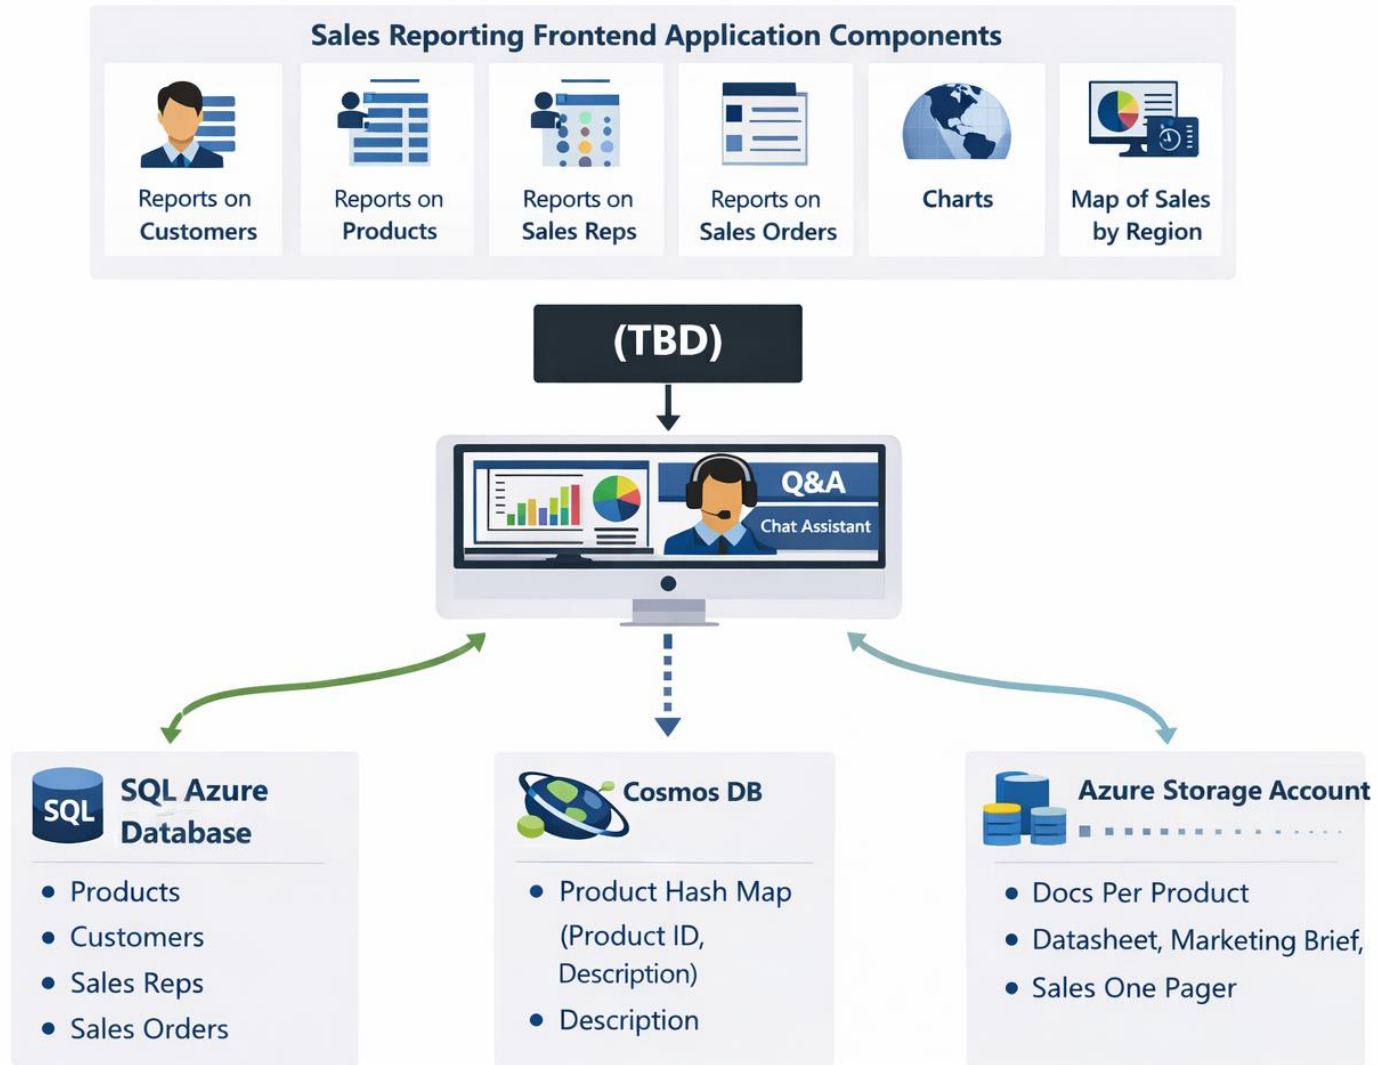 Sales Reporting Frontend Application Components
Reports on
Customers
Reports on
Products
Reports on
Sales Reps
Reports on
Sales Orders
Charts
Map of Sales
by Region
(TBD)
Q&A
Chat Assistant
SQL
SQL Azure
Database
• Products
• Customers
• Sales Reps
• Sales Orders
Cosmos DB
• Product Hash Map
(Product ID,
Description)
• Description
Azure Storage Account
• Docs Per Product
• Datasheet, Marketing Brief,
• Sales One Pager